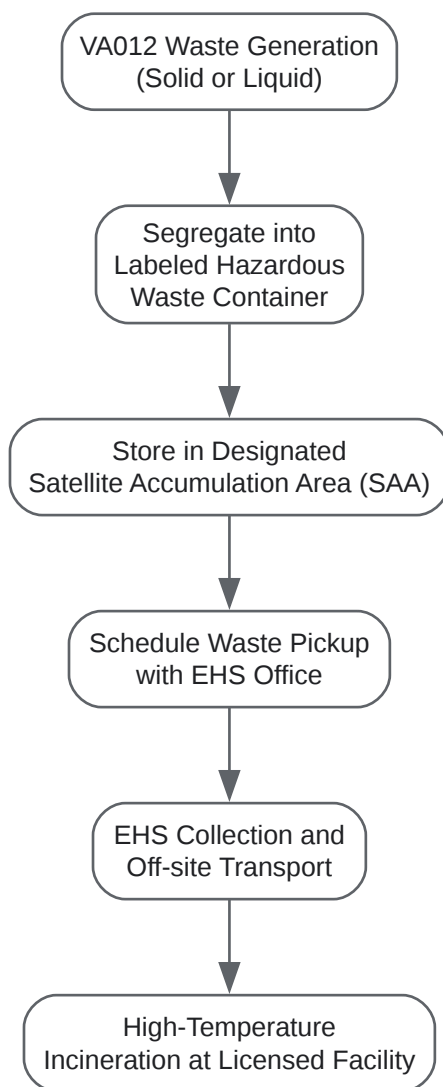 VA012 Waste Generation
(Solid or Liquid)
Segregate into
Labeled Hazardous
Waste Container
Store in Designated
Satellite Accumulation Area (SAA)
Schedule Waste Pickup
with EHS Office
EHS Collection and
Off-site Transport
High-Temperature
Incineration at Licensed Facility